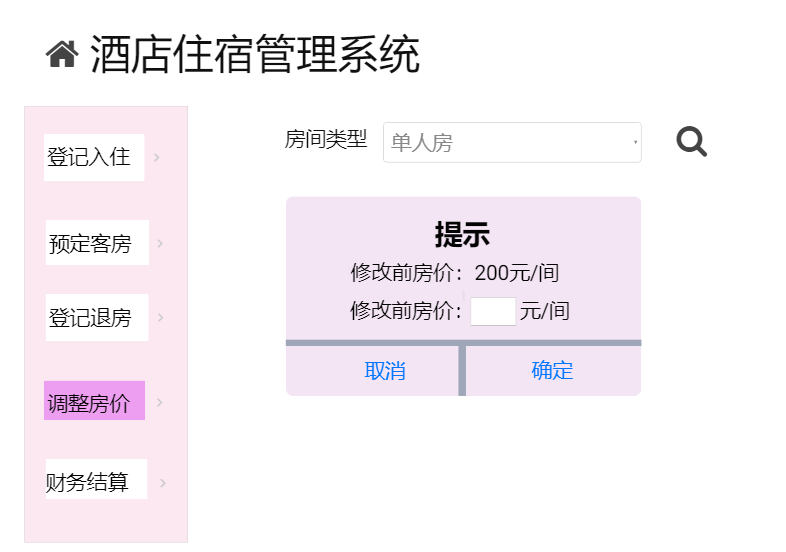 酒店住宿管理系统
登记入住
预定客房
登记退房
调整房价
财务结算
房间类型 单人房
提示
修改前房价：200元/间
修改前房价： 元/间
取消 确定